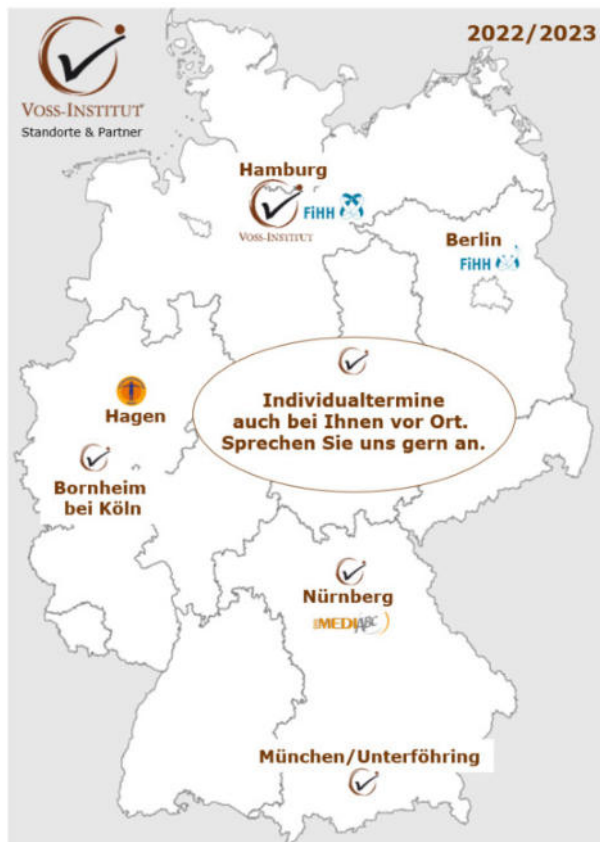 2022/2023
VOSS-INSTITUT
Standorte & Partner
Hamburg
FiHH
VOSS-INSTITUT
Berlin
FiHH
Individualtermine
auch bei Ihnen vor Ort.
Sprechen Sie uns gern an.
Hagen
Bornheim
bei Köln
Nürnberg
MEDIABC
München/Unterföhring